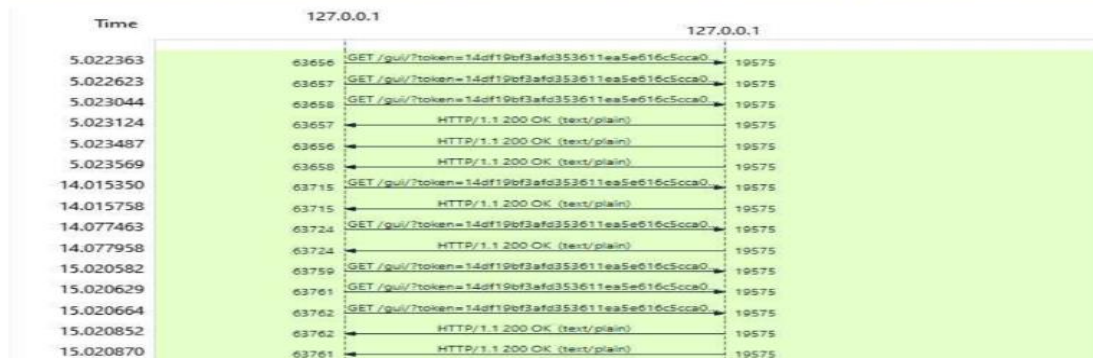 127.0.0.1
Time 127.0.0.1
5.022363 63656 GET /gui/?token=14df19bf3afd353611ea5e616c5cca0... 19575
5.022623 63657 GET /gui/?token=14df19bf3afd353611ea5e616c5cca0... 19575
5.023044 63658 GET /gui/?token=14df19bf3afd353611ea5e616c5cca0... 19575
5.023124 63657 HTTP/1.1 200 OK (text/plain) 19575
5.023487 63656 HTTP/1.1 200 OK (text/plain) 19575
5.023569 63658 HTTP/1.1 200 OK (text/plain) 19575
14.015350 63715 GET /gui/?token=14df19bf3afd353611ea5e616c5cca0... 19575
14.015758 63715 HTTP/1.1 200 OK (text/plain) 19575
14.077463 63724 GET /gui/?token=14df19bf3afd353611ea5e616c5cca0... 19575
14.077958 63724 HTTP/1.1 200 OK (text/plain) 19575
15.020582 63759 GET /gui/?token=14df19bf3afd353611ea5e616c5cca0... 19575
15.020629 63761 GET /gui/?token=14df19bf3afd353611ea5e616c5cca0... 19575
15.020664 63762 GET /gui/?token=14df19bf3afd353611ea5e616c5cca0... 19575
15.020852 63762 HTTP/1.1 200 OK (text/plain) 19575
15.020870 63761 HTTP/1.1 200 OK (text/plain) 19575